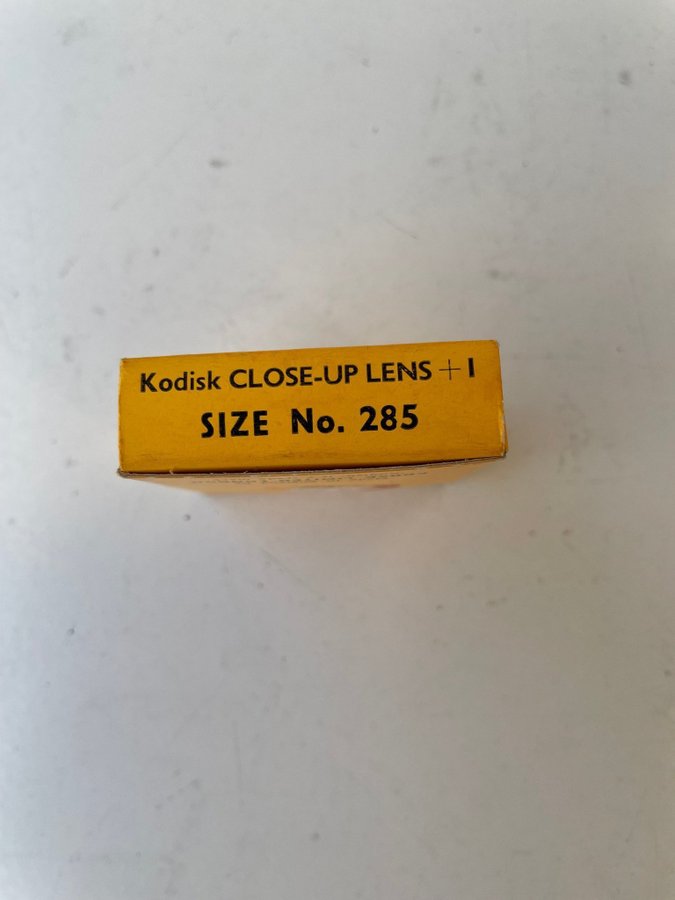 Kodisk CLOSE-UP LENS +1
SIZE No. 285